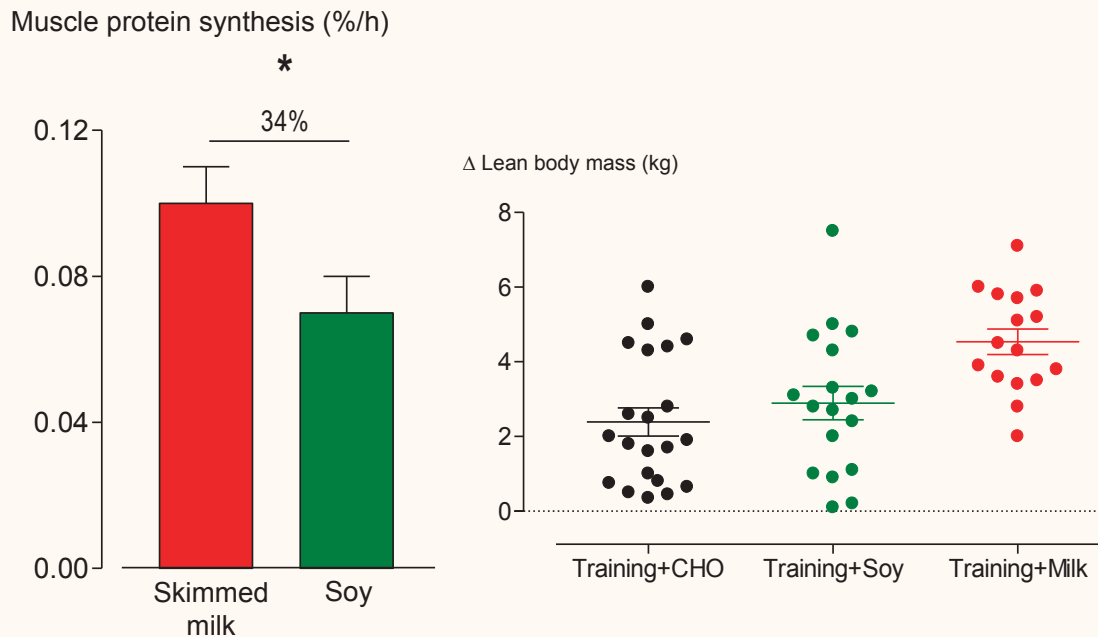 Muscle protein synthesis (%/h)
*
34%
0.12
0.08
0.04
0.00
Skimmed
milk
Soy
Δ Lean body mass (kg)
8
6
4
2
0
Training+CHO
Training+Soy
Training+Milk